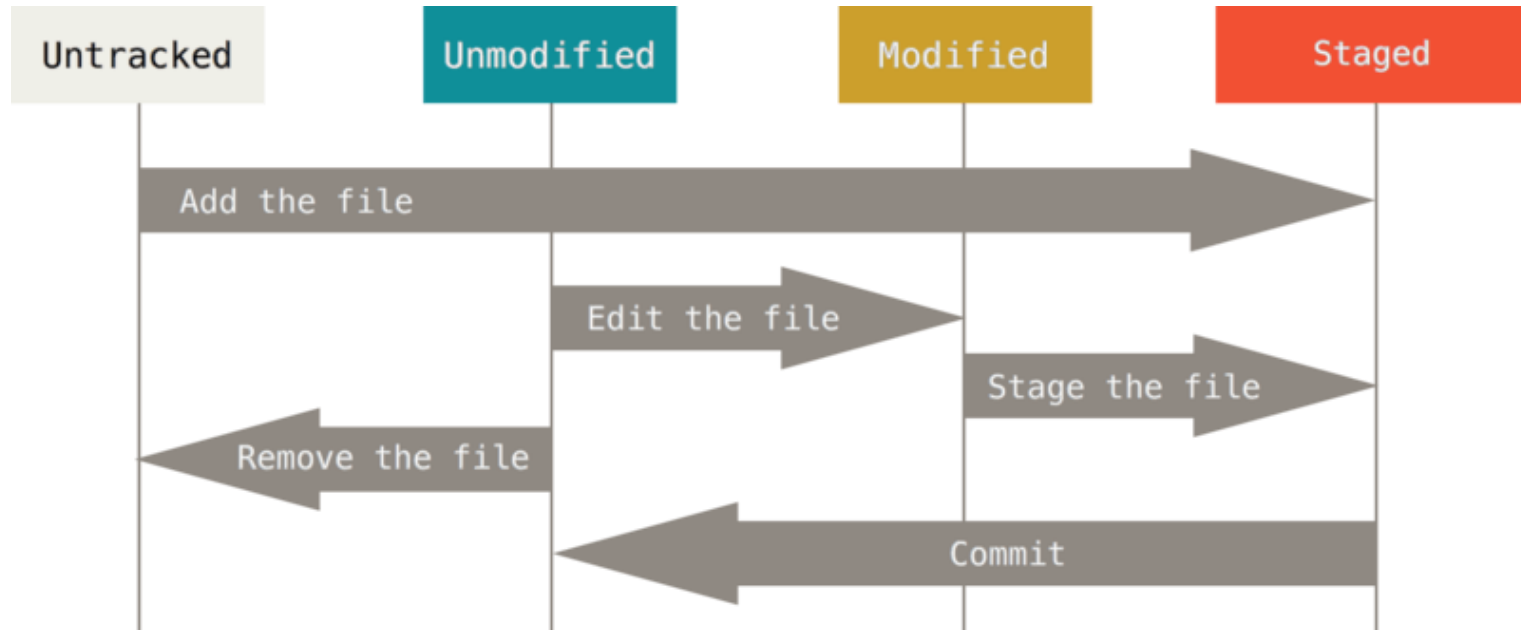 Untracked
Unmodified
Modified
Staged
Add the file
Edit the file
Stage the file
Remove the file
Commit